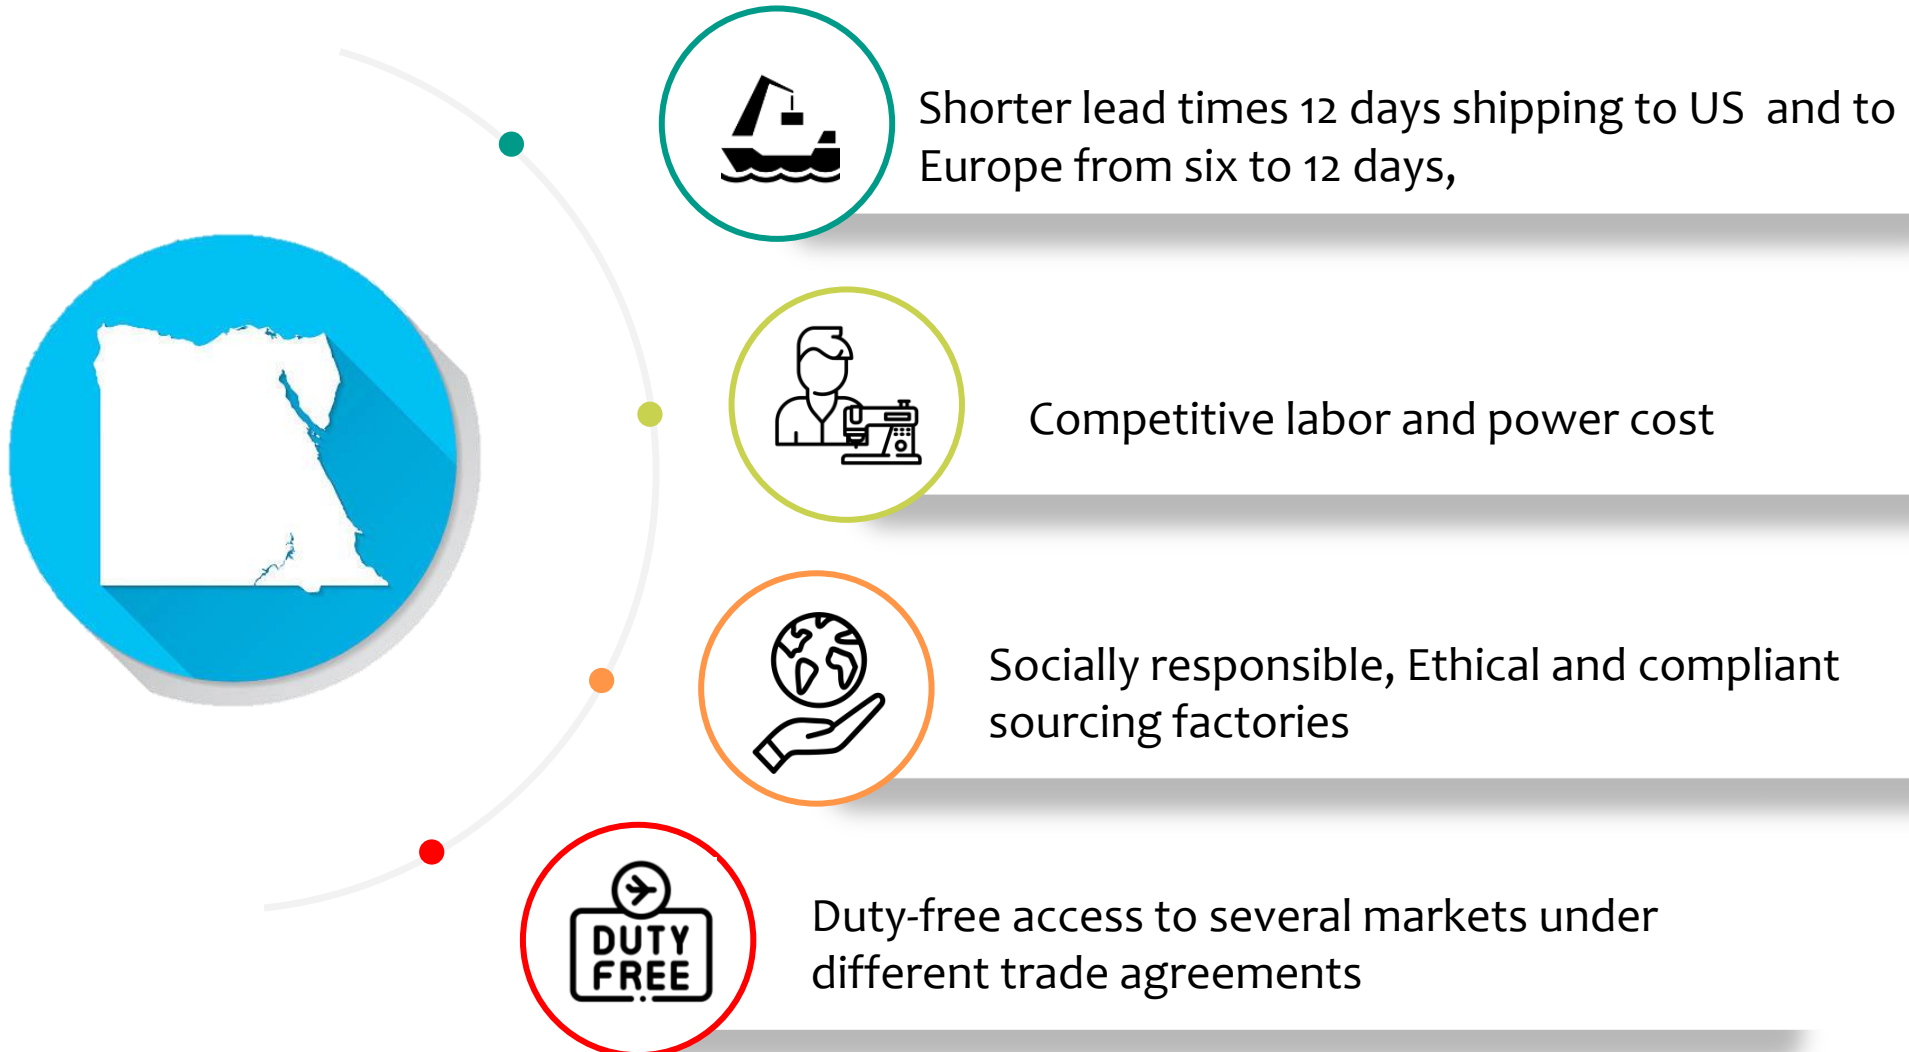 Shorter lead times 12 days shipping to US  and to
Europe from six to 12 days,
Competitive labor and power cost
Socially responsible, Ethical and compliant
sourcing factories
DUTY
FREE
Duty-free access to several markets under
different trade agreements